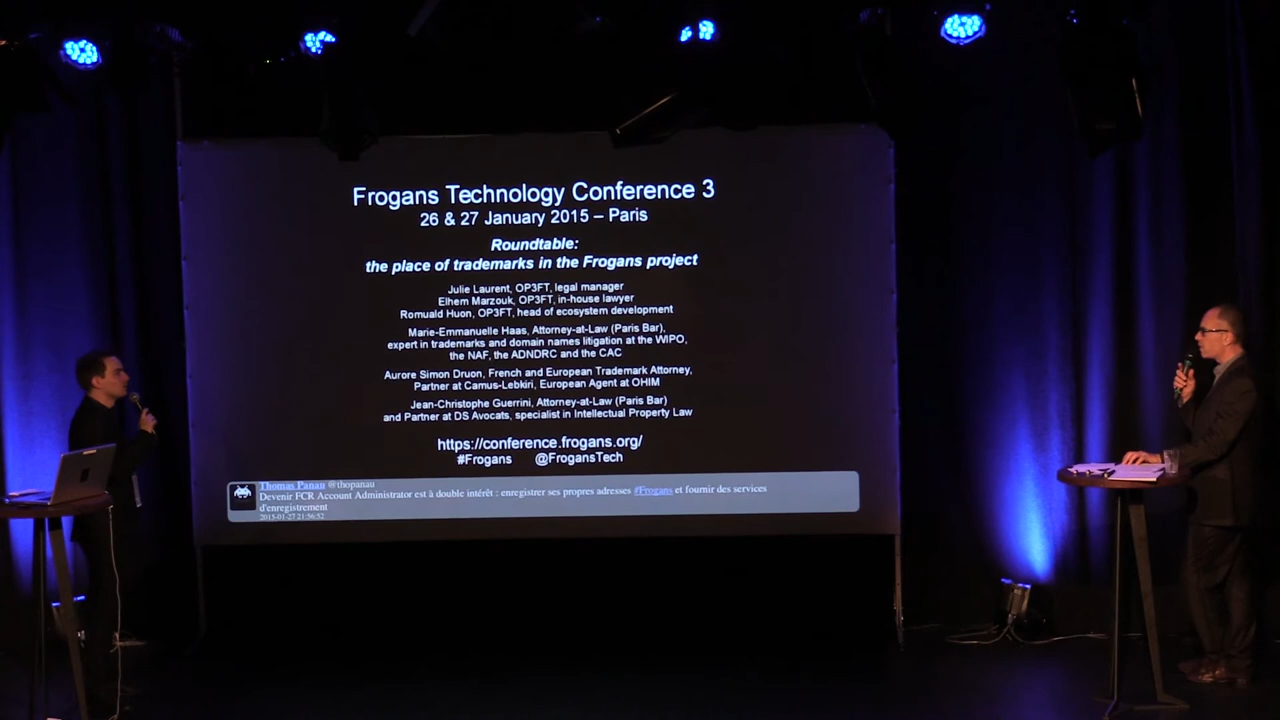 Frogans Technology Conference 3
26 & 27 January 2015 – Paris
Roundtable:
the place of trademarks in the Frogans project
Julie Laurent, OP3FT, legal manager
Elhem Marzouk, OP3FT, in-house lawyer
Romuald Huon, OP3FT, head of ecosystem development
Marie-Emmanuelle Haas, Attorney-at-Law (Paris Bar),
expert in trademarks and domain names litigation at the WIPO,
the NAF, the ADNDRC and the CAC
Aurore Simon Druon, French and European Trademark Attorney,
Partner at Camus-Lebkiri, European Agent at OHIM
Jean-Christophe Guerrini, Attorney-at-Law (Paris Bar)
and Partner at DS Avocats, specialist in Intellectual Property Law
https://conference.frogans.org/
#Frogans @FrogansTech
Thomas Panau @thopanau
Devenir FCR Account Administrator est à double intérêt : enregistrer ses propres adresses #Frogans et fournir des services
d'enregistrement
2015-01-27 21:56:52